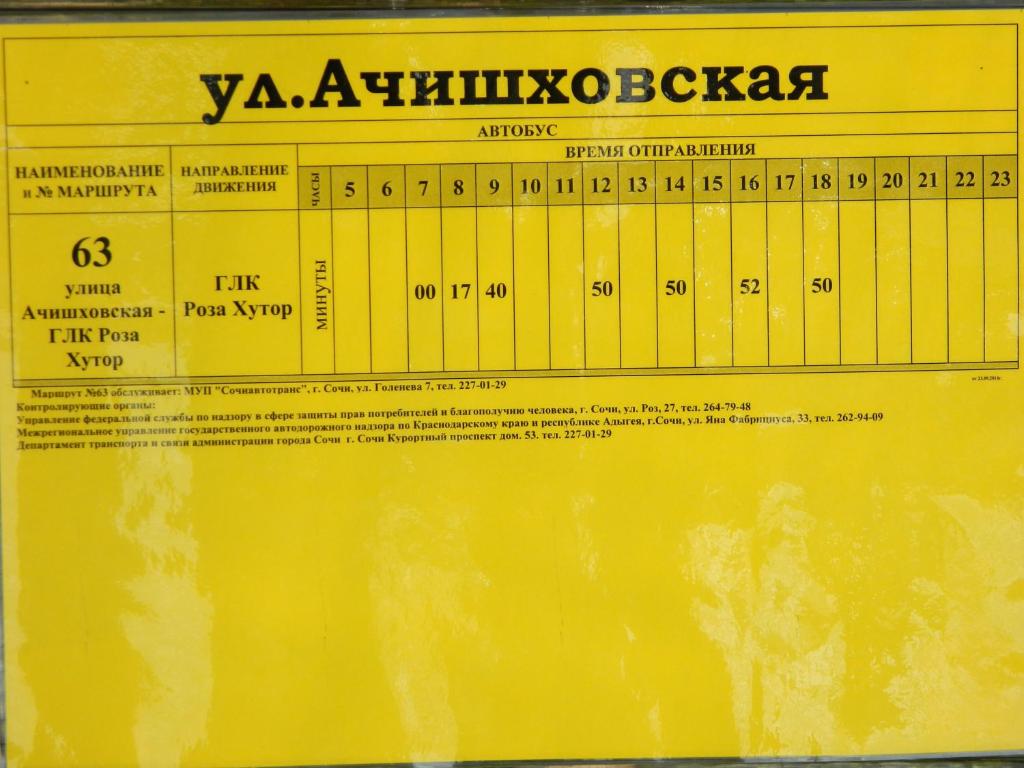 ул.Ачишховская
АВТОБУС
НАИМЕНОВАНИЕ
и № МАРШРУТА
НАПРАВЛЕНИЕ
ДВИЖЕНИЯ
ВРЕМЯ ОТПРАВЛЕНИЯ
ЧАСЫ 5 6 7 8 9 10 11 12 13 14 15 16 17 18 19 20 21 22 23
63
улица
Ачишховская -
ГЛК Роза
Хутор
ГЛК
Роза Хутор
МИНУТЫ 00 17 40 50 50 52 50
Маршрут №63 обслуживает: МУП "Сочиавтотранс", г. Сочи, ул. Голенева 7, тел. 227-01-29
Контролирующие органы:
Управление федеральной службы по надзору в сфере защиты прав потребителей и благополучию человека, г. Сочи, ул. Роз, 27, тел. 264-79-48
Межрегиональное управление государственного автодорожного надзора по Краснодарскому краю и республике Адыгея, г.Сочи, ул. Яна Фабрициуса, 33, тел. 262-94-09
Департамент транспорта и связи администрации города Сочи г. Сочи Курортный проспект дом. 53. тел. 227-01-29